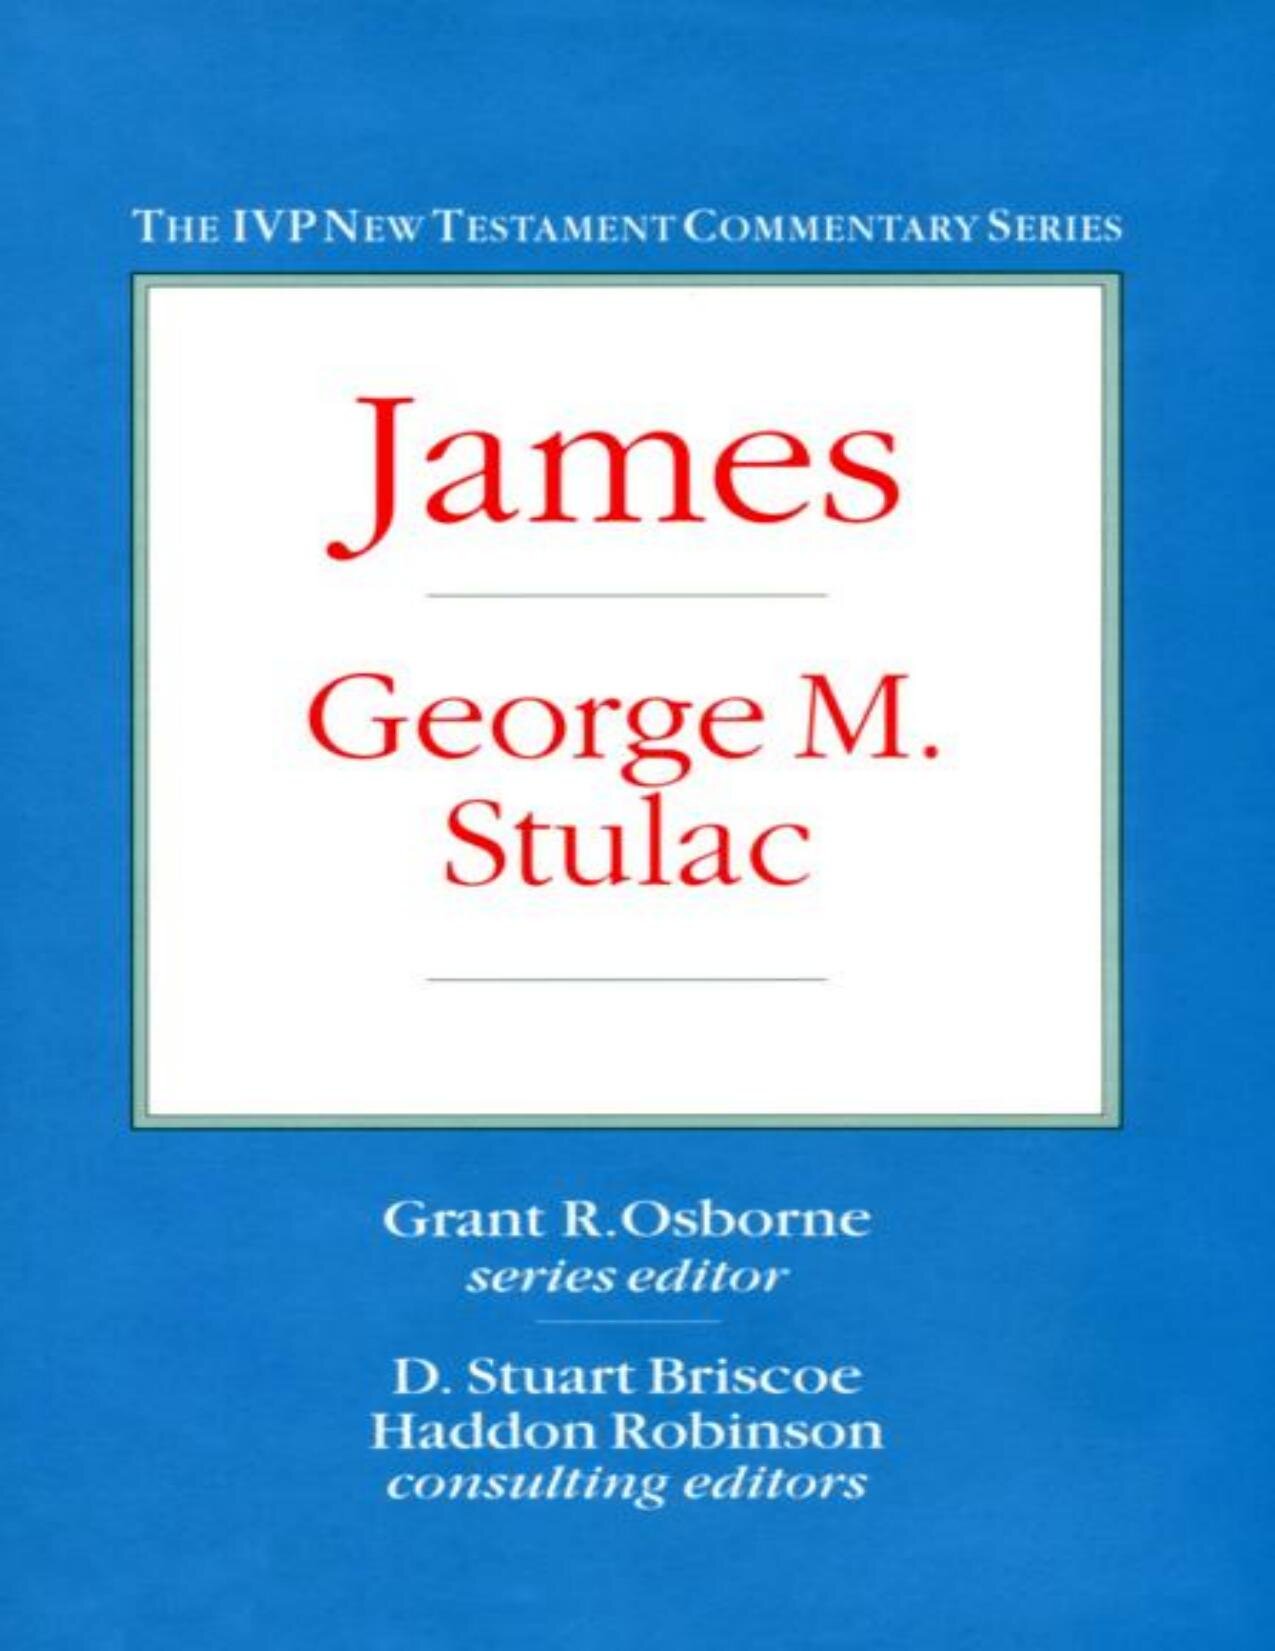 THE IVP NEW TESTAMENT COMMENTARY SERIES
James
George M.
Stulac
Grant R. Osborne
series editor
D. Stuart Briscoe
Haddon Robinson
consulting editors